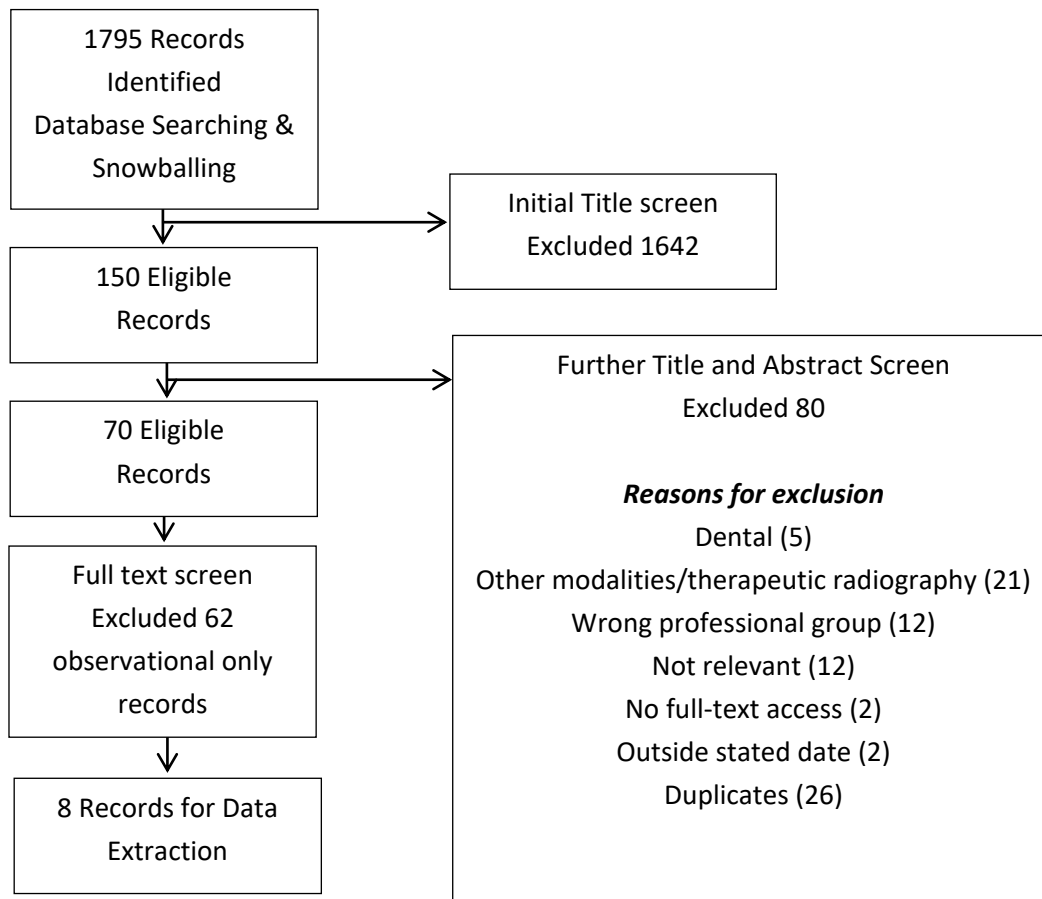 1795 Records
Identified
Database Searching &
Snowballing
Initial Title screen
Excluded 1642
150 Eligible
Records
Further Title and Abstract Screen
Excluded 80
Reasons for exclusion
Dental (5)
Other modalities/therapeutic radiography (21)
Wrong professional group (12)
Not relevant (12)
No full-text access (2)
Outside stated date (2)
Duplicates (26)
70 Eligible
Records
Full text screen
Excluded 62
observational only
records
8 Records for Data
Extraction